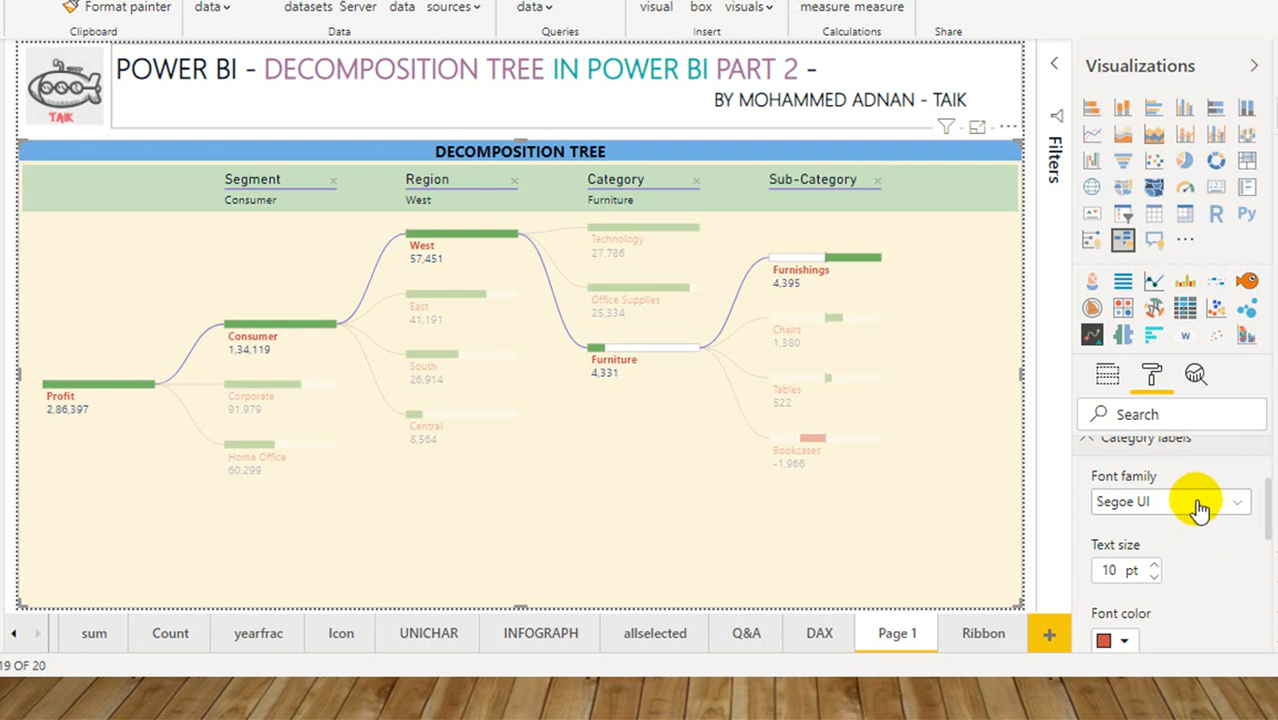 Format painter
data
datasets Server data sources
data
visual box visuals
measure measure
Clipboard
Data
Queries
Insert
Calculations
Share
TAIK
POWER BI - DECOMPOSITION TREE IN POWER BI PART 2 -
BY MOHAMMED ADNAN - TAIK
DECOMPOSITION TREE
Segment
Consumer
Region
West
Category
Furniture
Sub-Category
Profit
2,86,397
Consumer
1,34,119
Corporate
91,979
Home Office
60,299
West
57,451
East
41,191
South
26,914
Central
8,564
Technology
27,786
Office Supplies
25,334
Furniture
4,331
Furnishings
4,395
Chairs
1,380
Tables
522
Bookcases
-1,966
Filters
Visualizations
R Py
W
Search
Category labels
Font family
Segoe UI
Text size
10 pt
Font color
sum
Count
yearfrac
Icon
UNICHAR
INFOGRAPH
allselected
Q&A
DAX
Page 1
Ribbon
+
19 OF 20